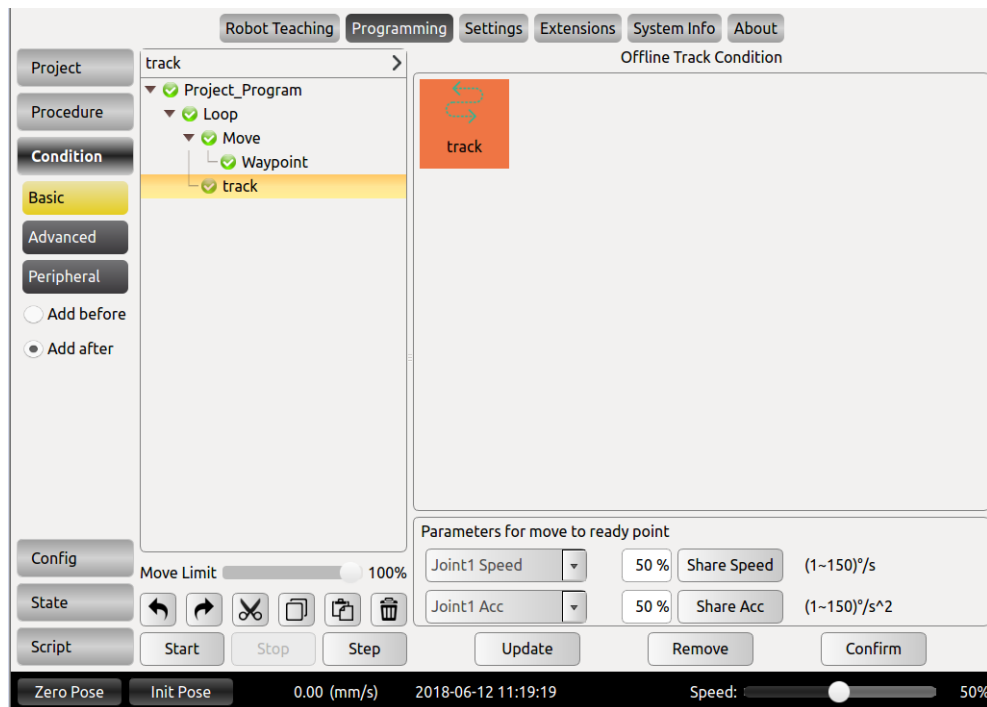 Robot Teaching Programming Settings Extensions System Info About
Project
Procedure
Condition
Basic
Advanced
Peripheral
Add before
Add after
Config
State
Script
track
Project_Program
Loop
Move
Waypoint
track
Move Limit 100%
Start Stop Step
Offline Track Condition
track
Parameters for move to ready point
Joint1 Speed 50 % Share Speed (1~150)°/s
Joint1 Acc 50 % Share Acc (1~150)°/s^2
Update Remove Confirm
Zero Pose Init Pose 0.00 (mm/s) 2018-06-12 11:19:19 Speed: 50%